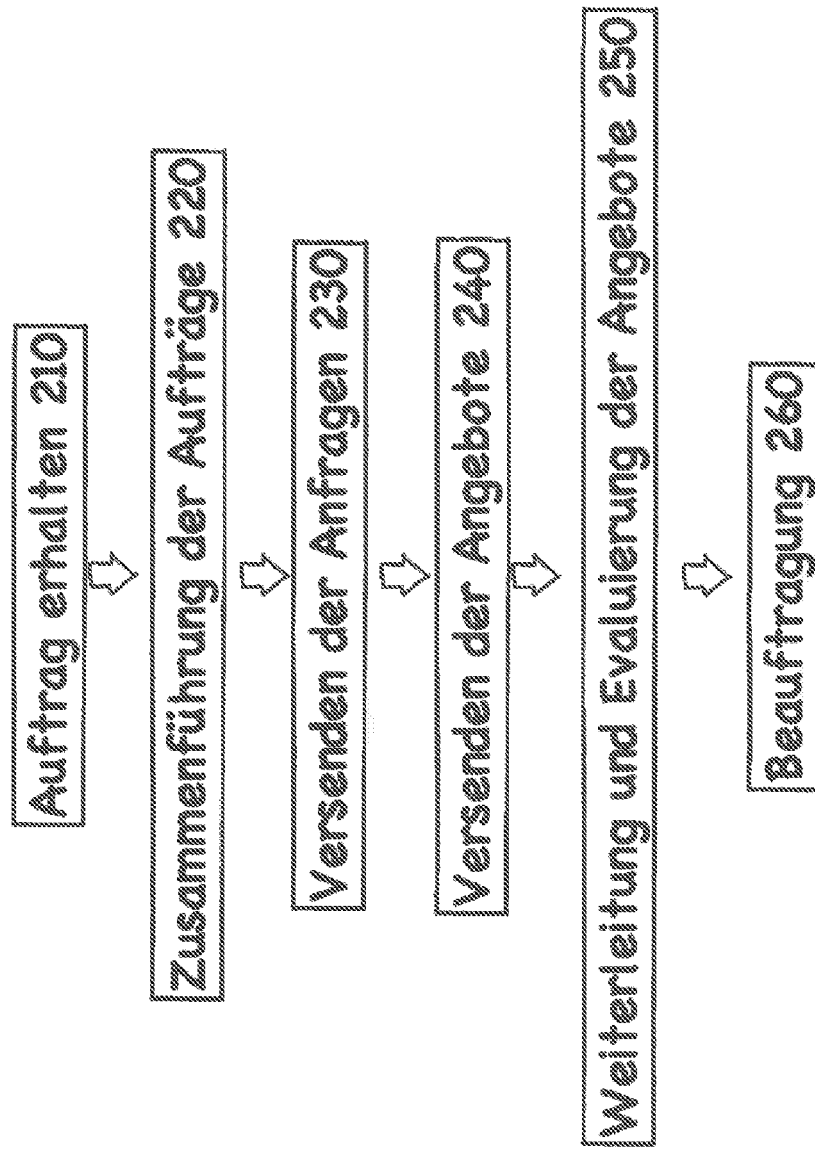 Auftrag erhalten 210
Zusammenführung der Aufträge 220
Versenden der Anfragen 230
Versenden der Angebote 240
Weiterleitung und Evaluierung der Angebote 250
Beauftragung 260